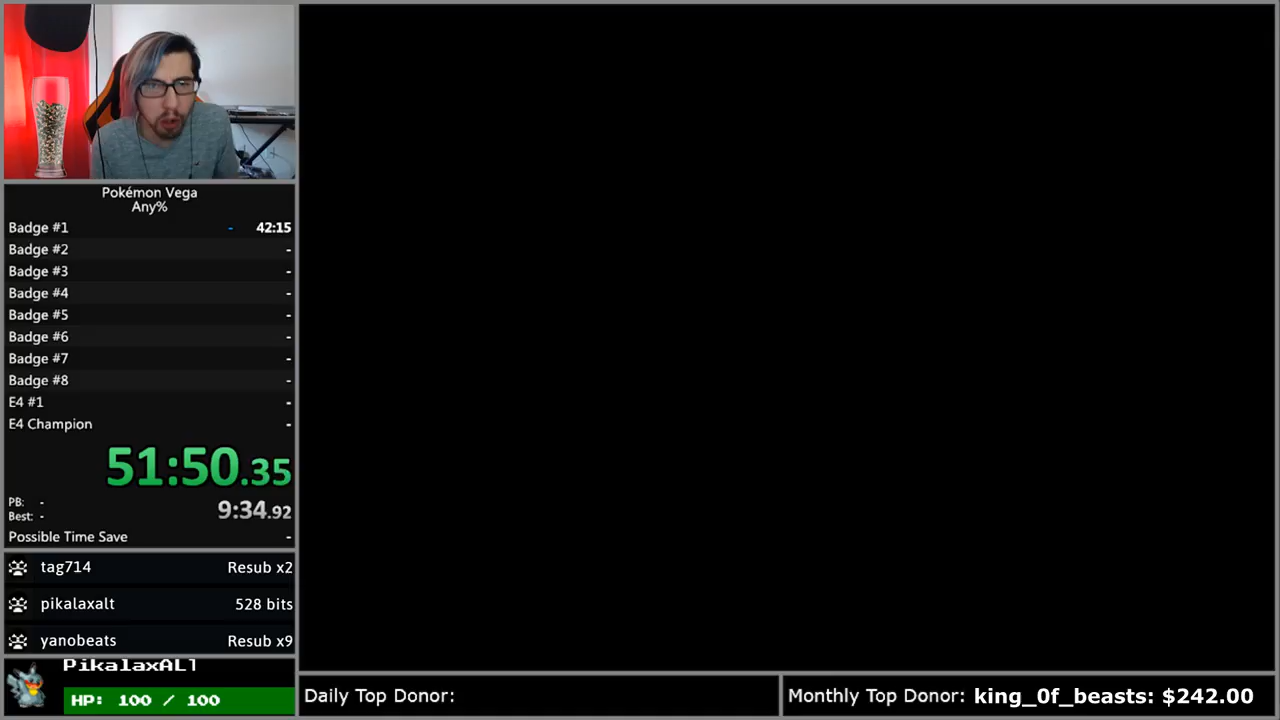 Pokémon Vega
Any%
Badge #1 - 42:15
Badge #2 -
Badge #3 -
Badge #4 -
Badge #5 -
Badge #6 -
Badge #7 -
Badge #8 -
E4 #1 -
E4 Champion -
51:50.35
PB: -
Best: -
9:34.92
Possible Time Save -
tag714 Resub x2
pikalaxalt 528 bits
yanobeats Resub x9
PikalaxALT
HP: 100 / 100
Daily Top Donor:
Monthly Top Donor: king_0f_beasts: $242.00